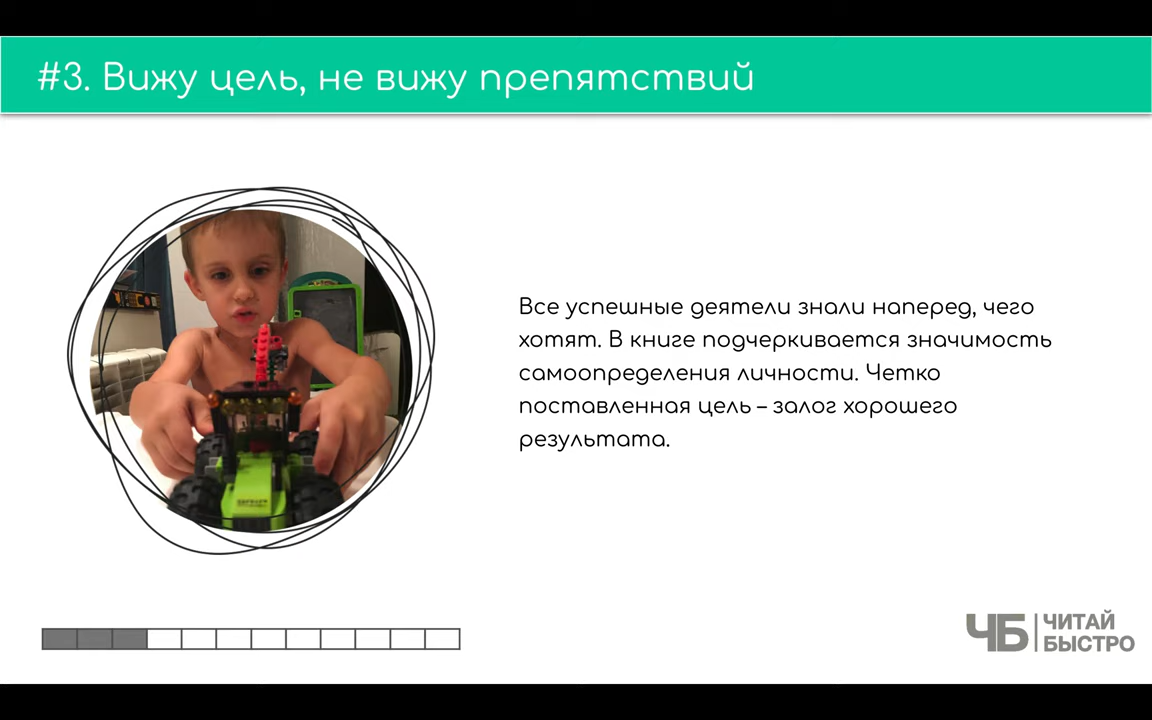 #3. Вижу цель, не вижу препятствий
Все успешные деятели знали наперед, чего
хотят. В книге подчеркивается значимость
самоопределения личности. Четко
поставленная цель – залог хорошего
результата.
ЧБ
ЧИТАЙ
БЫСТРО